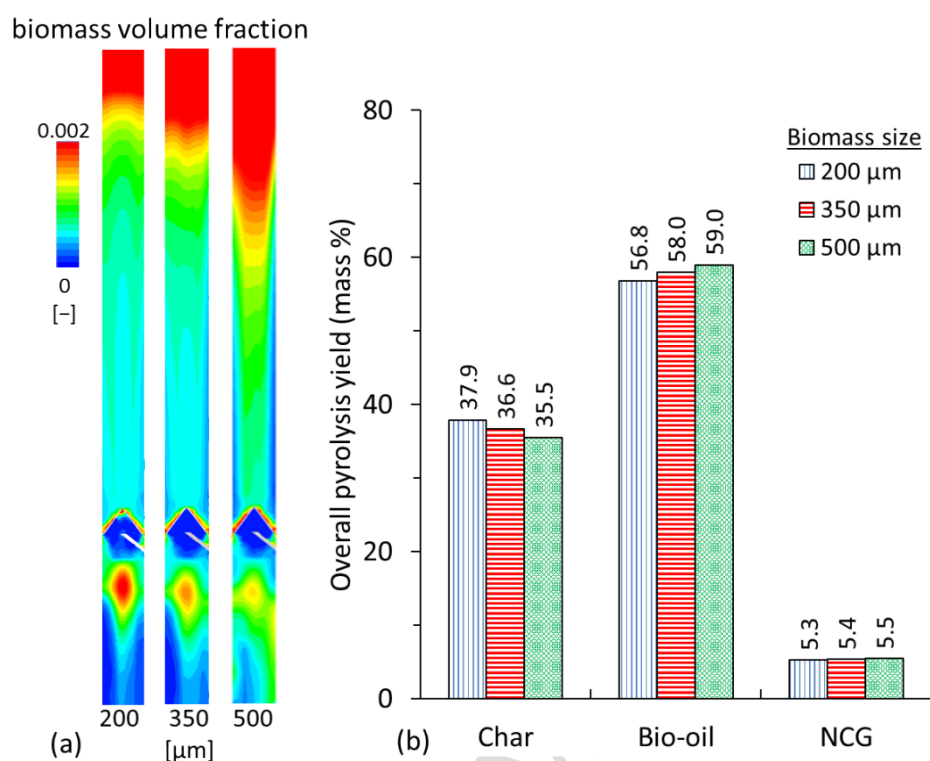 biomass volume fraction
0.002
0
[−]
200 350 500
[µm]
(a)
Overall pyrolysis yield (mass %)
80
60
40
20
0
Biomass size
200 µm
350 µm
500 µm
37.9 36.6 35.5
56.8 58.0 59.0
5.3 5.4 5.5
Char Bio-oil NCG
(b)